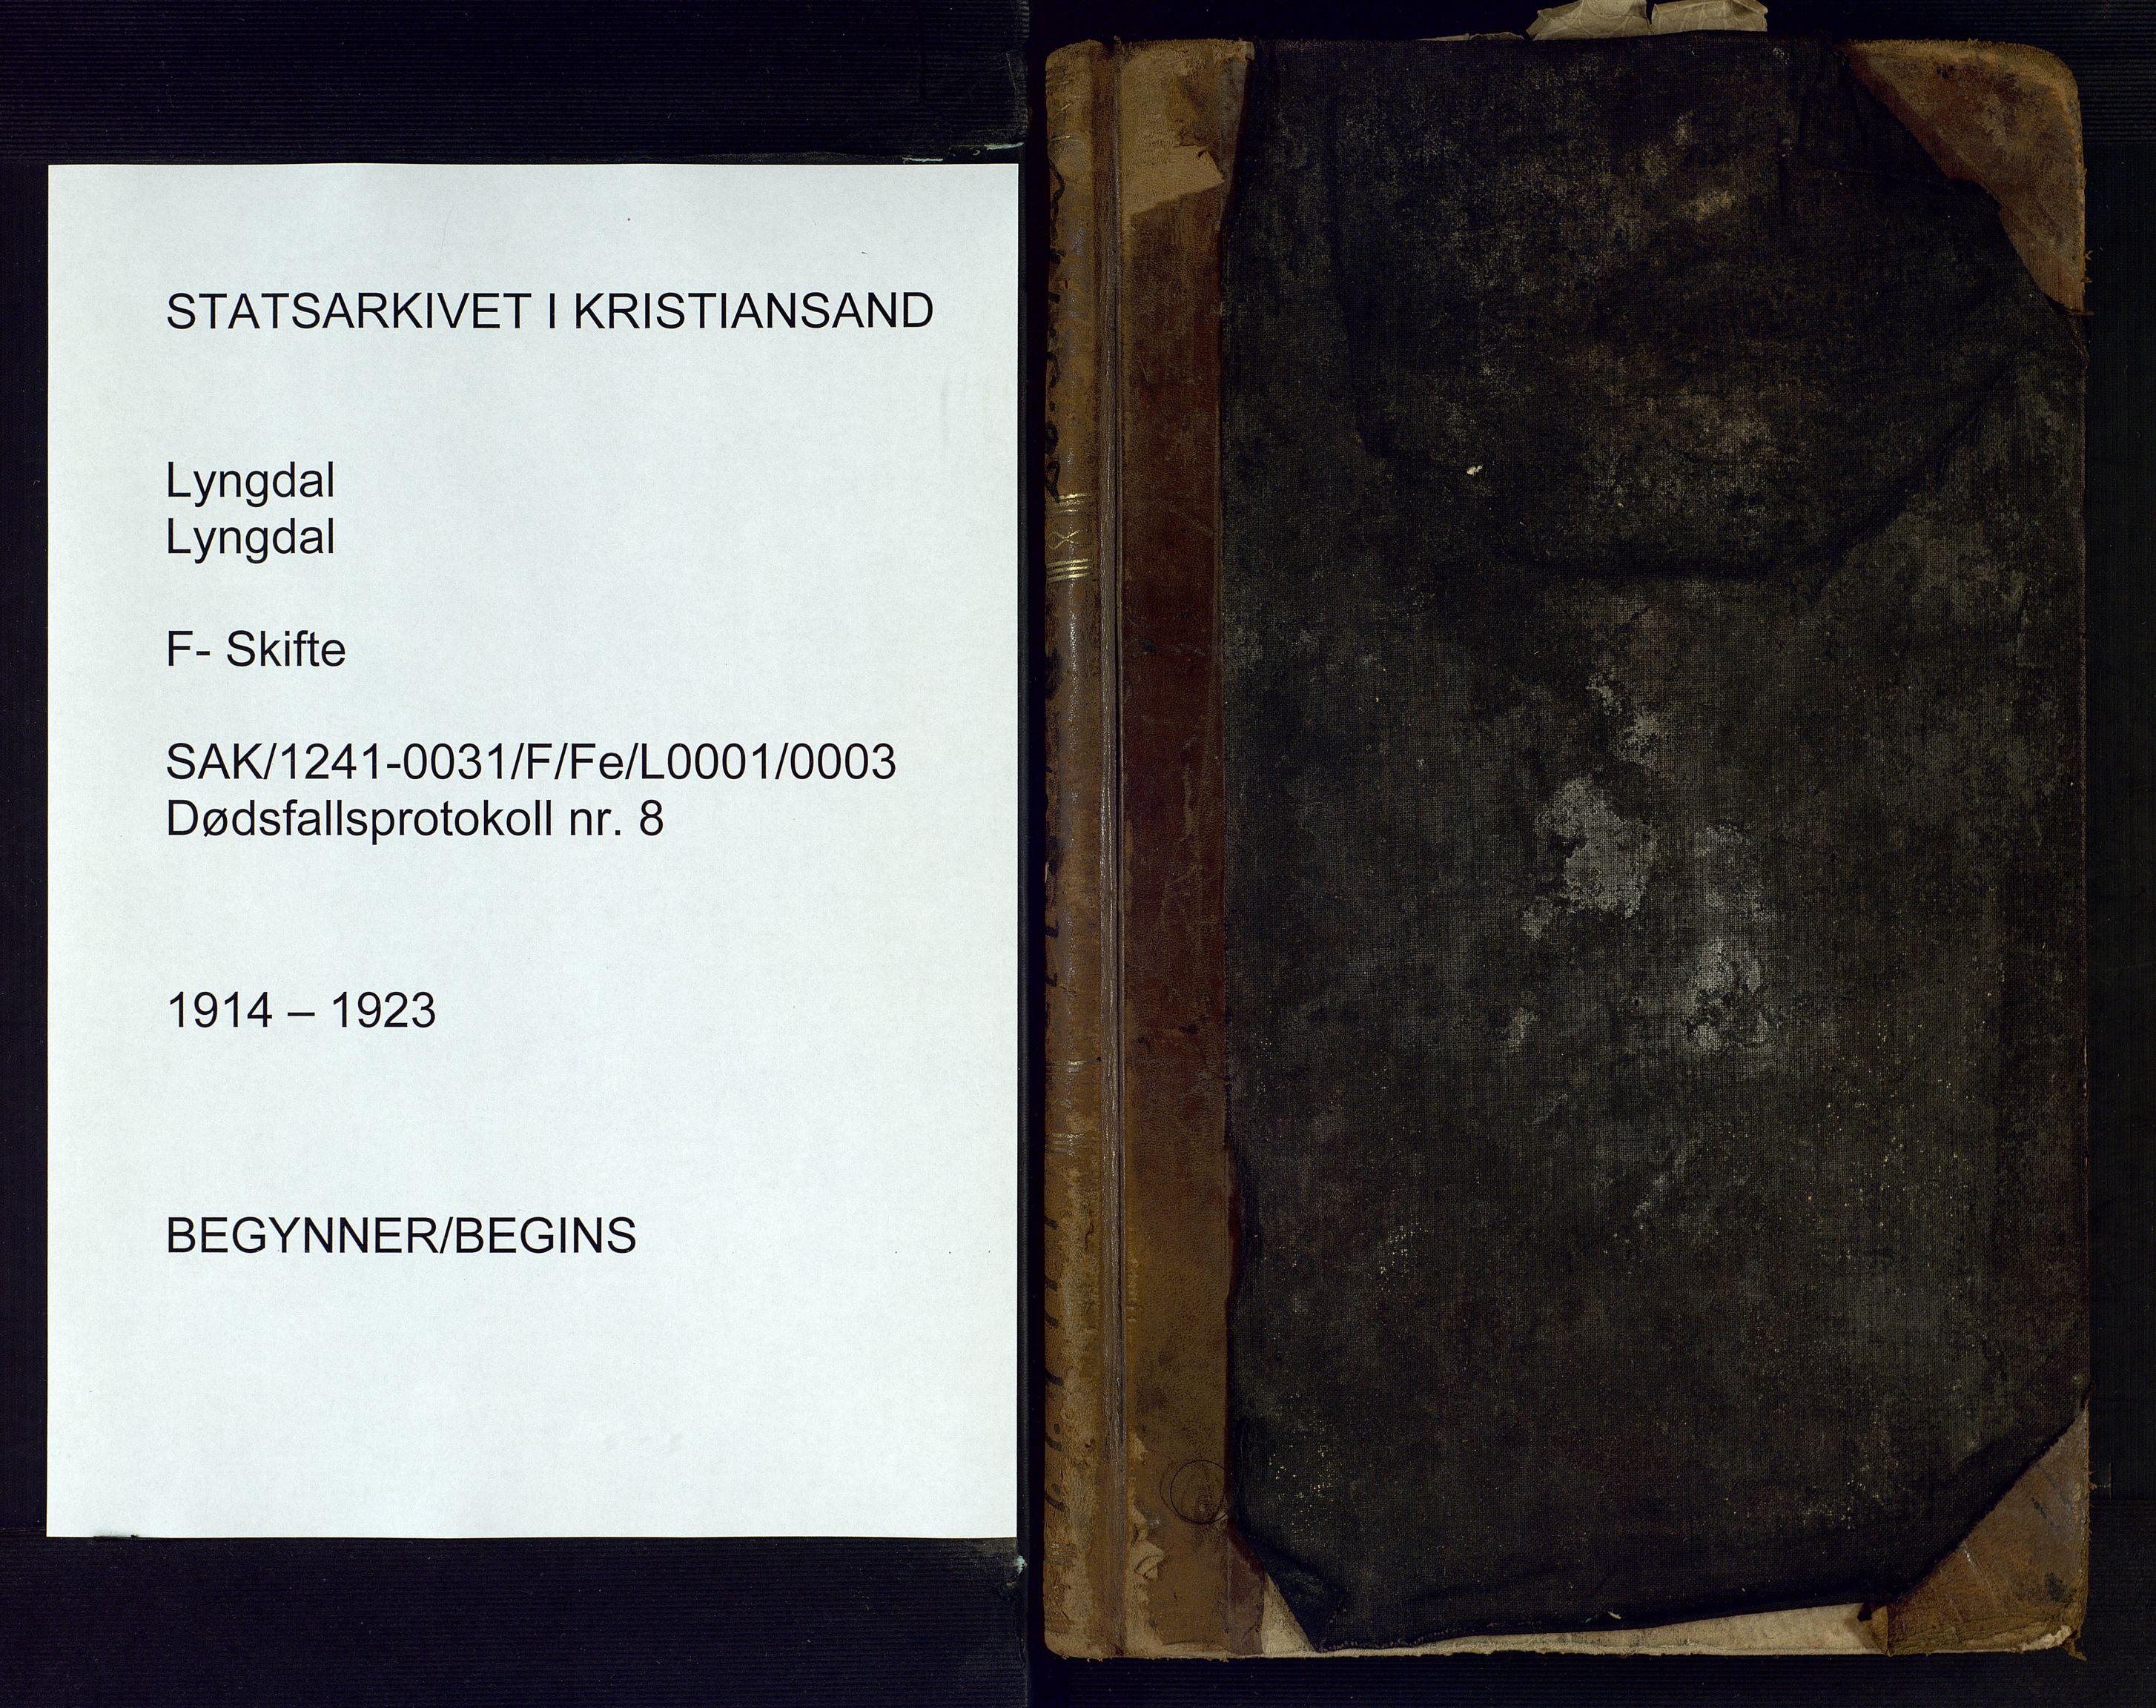 STATSARKIVET I KRISTIANSAND
Lyngdal
Lyngdal
F- Skifte
SAK/1241-0031/F/Fe/L0001/0003
Dødsfallsprotokoll nr. 8
1914 – 1923
BEGYNNER/BEGINS